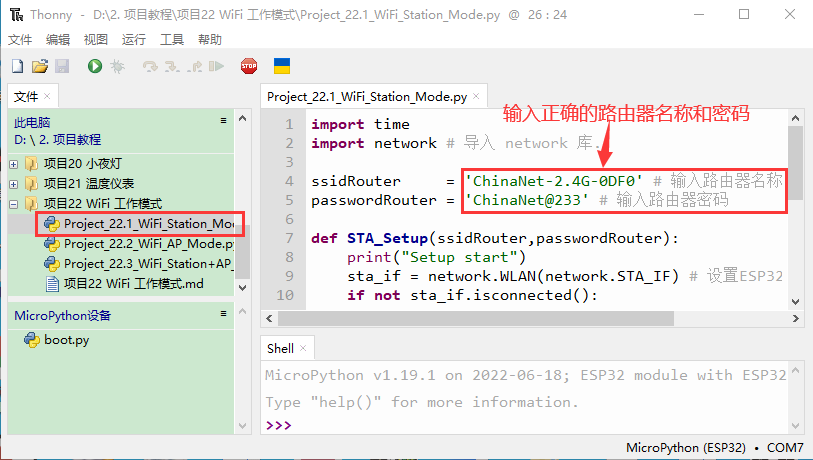 Thonny - D:\2. 项目教程\项目22 WiFi 工作模式\Project_22.1_WiFi_Station_Mode.py @ 26 : 24
文件 编辑 视图 运行 工具 帮助
STOP
文件 ×
此电脑
D: \ 2. 项目教程
项目20 小夜灯
项目21 温度仪表
项目22 WiFi 工作模式
Project_22.1_WiFi_Station_Mo
Project_22.2_WiFi_AP_Mode.py
Project_22.3_WiFi_Station+AP_
项目22 WiFi 工作模式.md
MicroPython设备
boot.py
Project_22.1_WiFi_Station_Mode.py ×
输入正确的路由器名称和密码
1 import time
2 import network # 导入 network 库.
3
4 ssidRouter = 'ChinaNet-2.4G-0DF0' # 输入路由器名称
5 passwordRouter = 'ChinaNet@233' # 输入路由器密码
6
7 def STA_Setup(ssidRouter,passwordRouter):
8 print("Setup start")
9 sta_if = network.WLAN(network.STA_IF) # 设置ESP32
10 if not sta_if.isconnected():
Shell ×
MicroPython v1.19.1 on 2022-06-18; ESP32 module with ESP32
Type "help()" for more information.
>>>
MicroPython (ESP32) • COM7